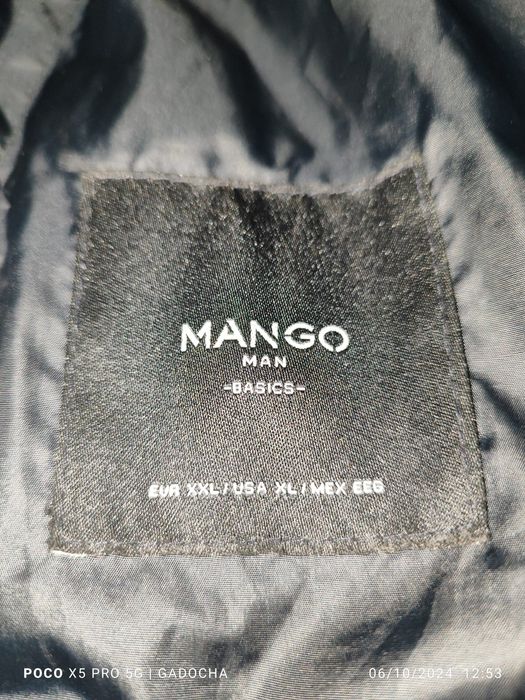 MANGO
MAN
-BASICS-
EUR XXL / USA XL / MEX EEG
POCO X5 PRO 5G | GADOCHA
06/10/2024 12:53